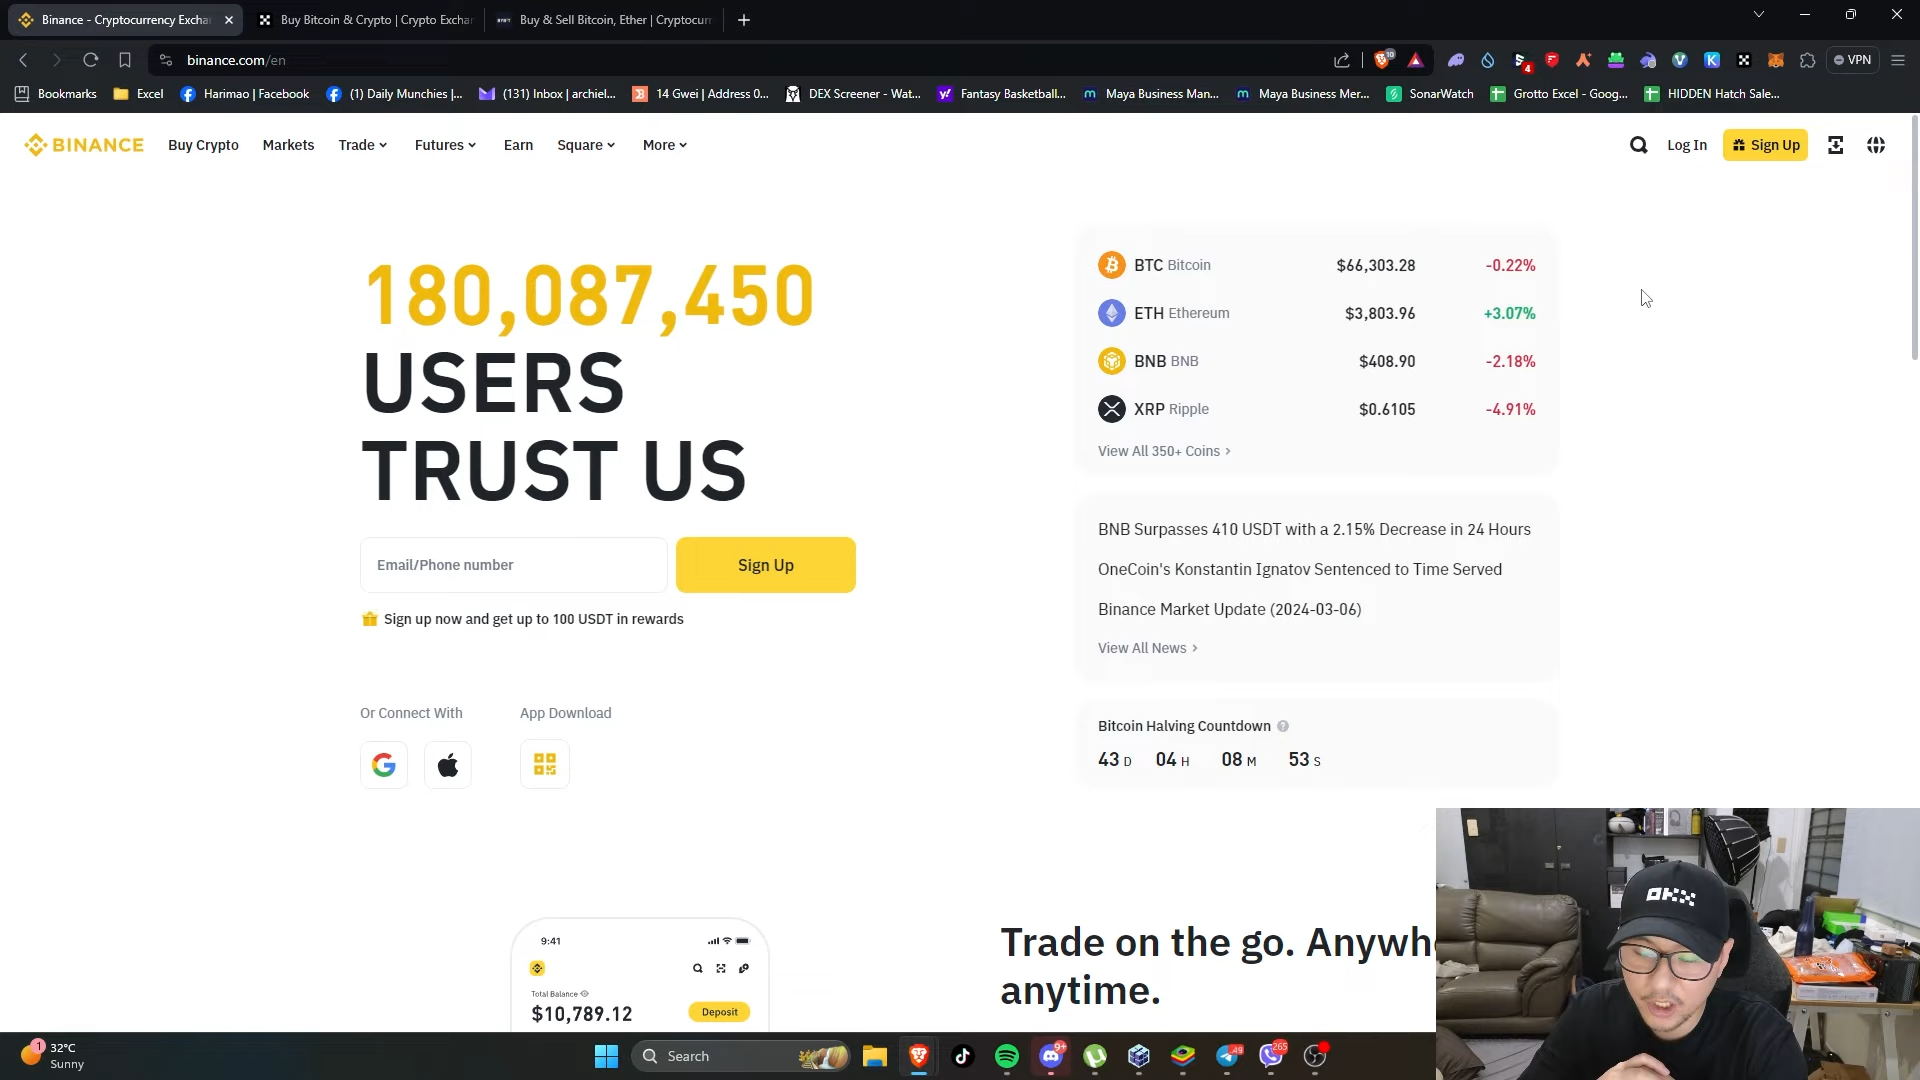 Binance - Cryptocurrency Excha
Buy Bitcoin & Crypto | Crypto Exchar
Buy & Sell Bitcoin, Ether | Cryptocurr
binance.com/en
10
4
VPN
Bookmarks
Excel
Harimao | Facebook
(1) Daily Munchies |...
(131) Inbox | archiel...
14 Gwei | Address 0...
DEX Screener - Wat...
Fantasy Basketball...
Maya Business Man...
Maya Business Mer...
SonarWatch
Grotto Excel - Goog...
HIDDEN Hatch Sale...
BINANCE
Buy Crypto
Markets
Trade
Futures
Earn
Square
More
Log In
Sign Up
180,087,450
USERS
TRUST US
Email/Phone number
Sign Up
Sign up now and get up to 100 USDT in rewards
Or Connect With
App Download
BTC Bitcoin $66,303.28 -0.22%
ETH Ethereum $3,803.96 +3.07%
BNB BNB $408.90 -2.18%
XRP Ripple $0.6105 -4.91%
View All 350+ Coins >
BNB Surpasses 410 USDT with a 2.15% Decrease in 24 Hours
OneCoin's Konstantin Ignatov Sentenced to Time Served
Binance Market Update (2024-03-06)
View All News >
Bitcoin Halving Countdown
43 D 04 H 08 M 53 S
9:41
Total Balance
$10,789.12
Deposit
Trade on the go. Anywh
anytime.
OKX
1
32°C
Sunny
Search
9+
49
265